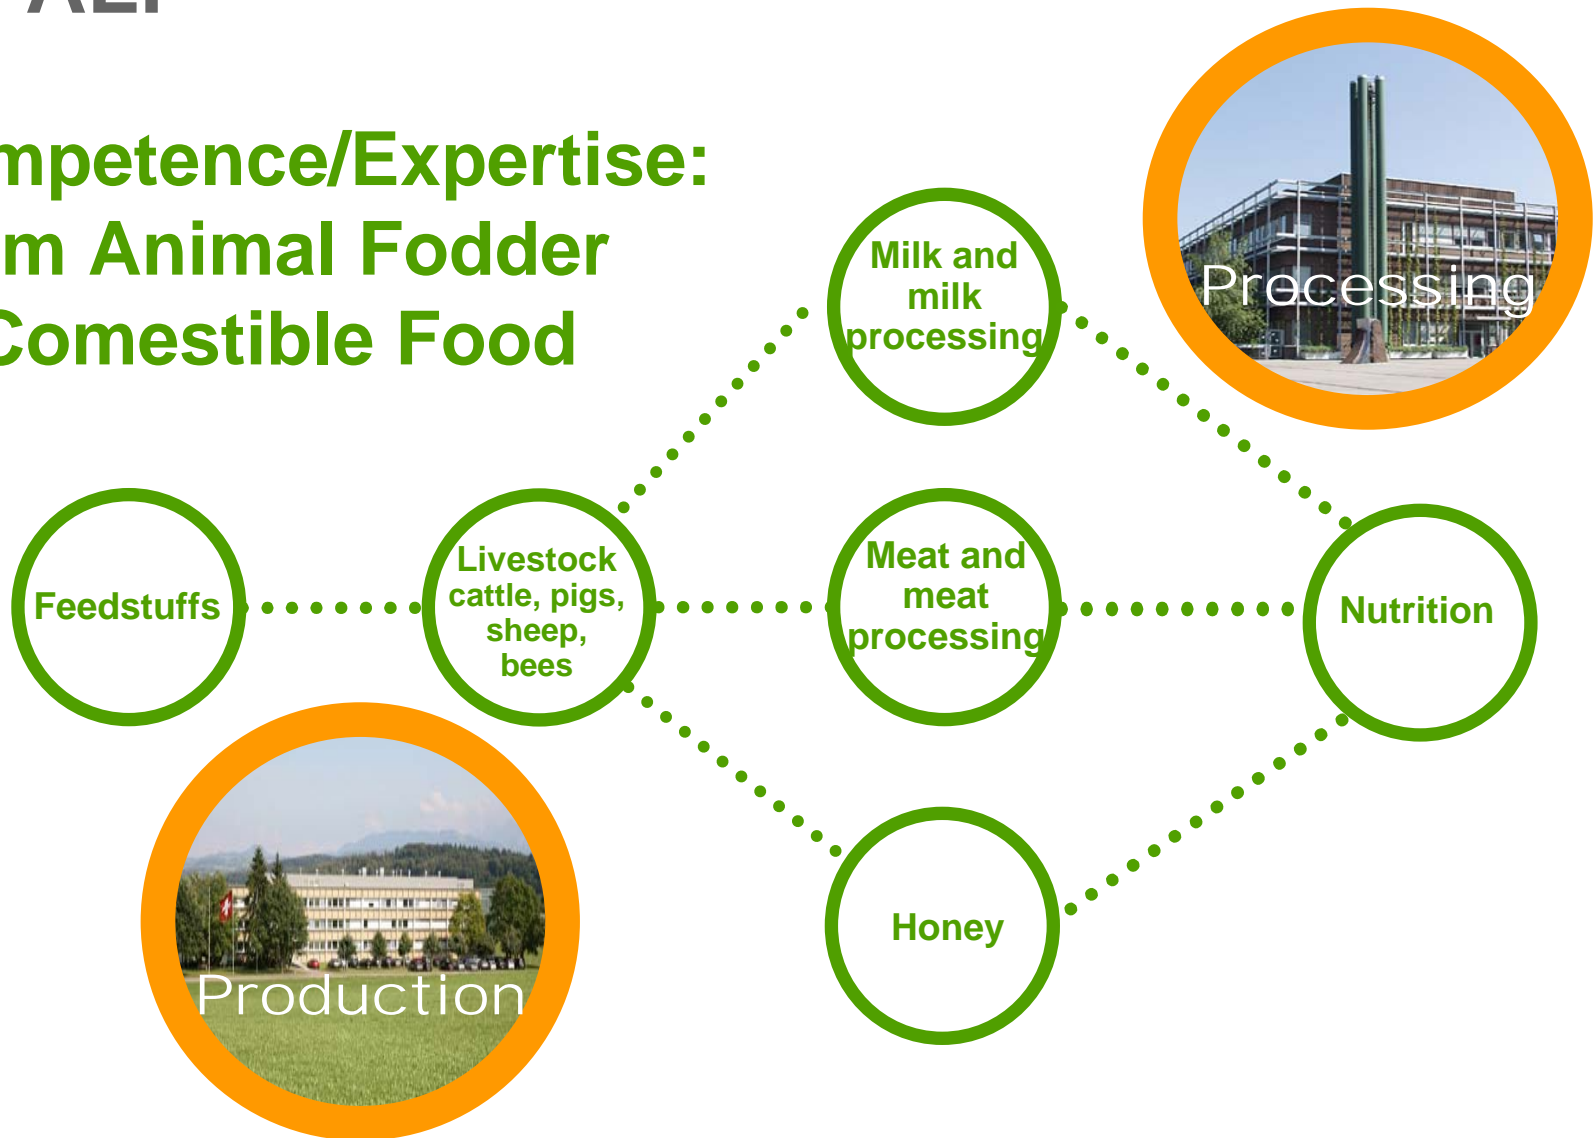 ALP
mpetence/Expertise:
m Animal Fodder
Comestible Food
Processing
Milk and
milk
processing
Feedstuffs
Livestock
cattle, pigs,
sheep,
bees
Meat and
meat
processing
Nutrition
Production
Honey